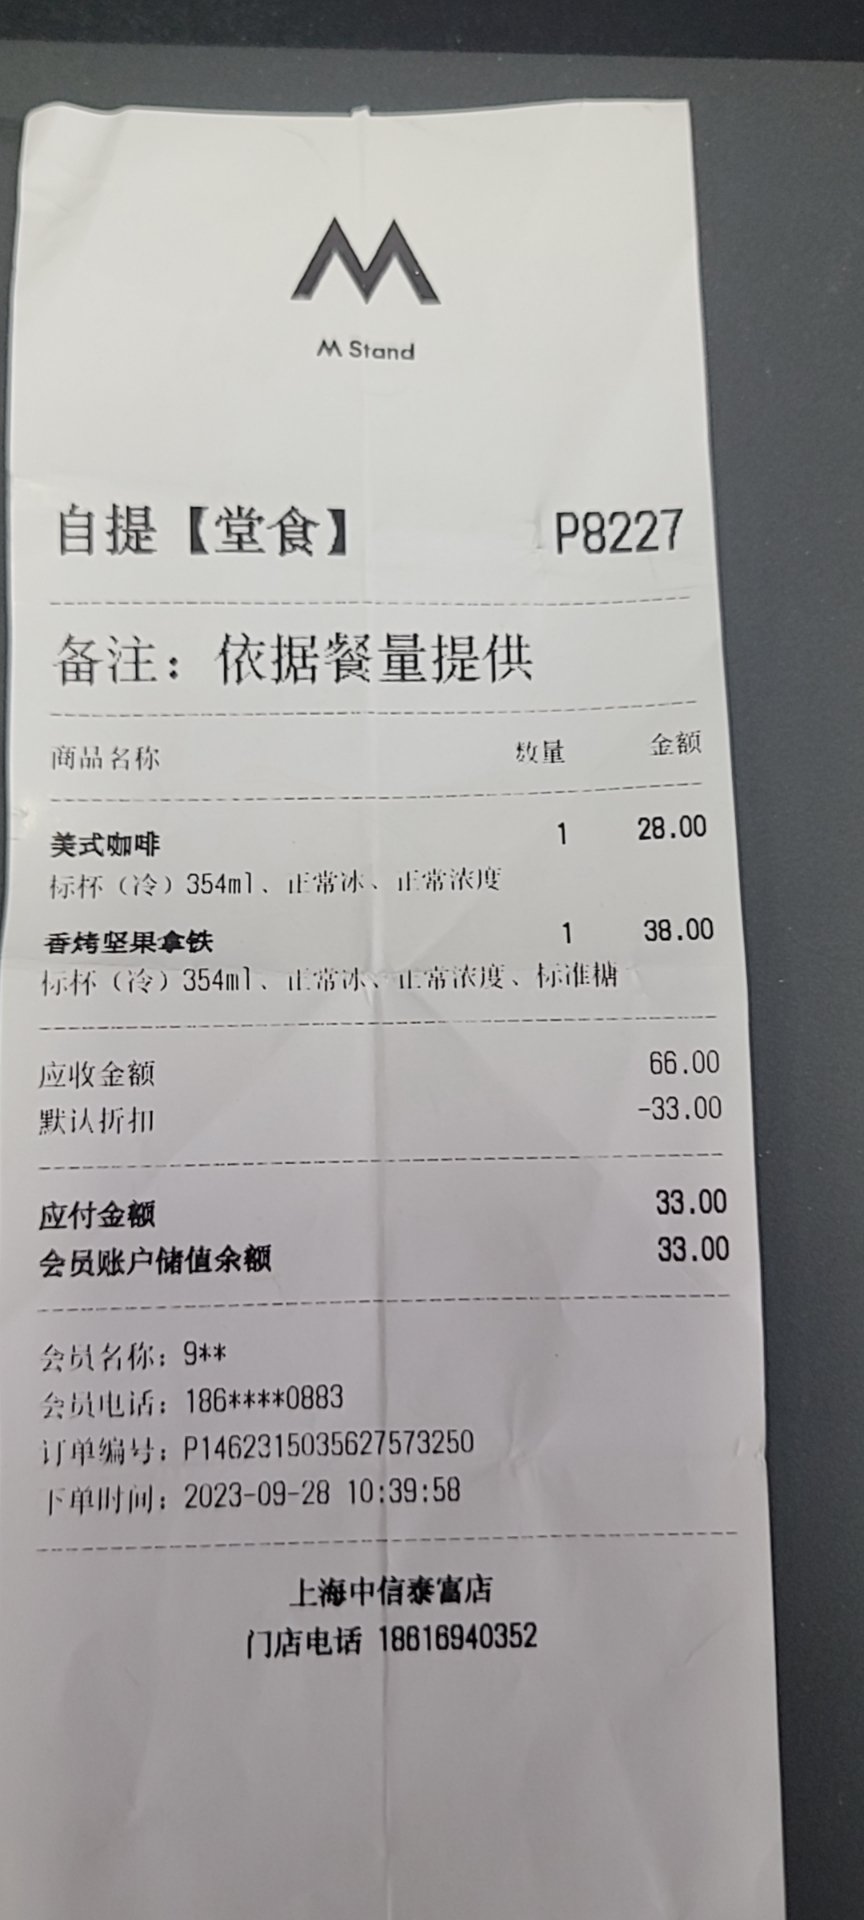 M Stand
自提【堂食】 P8227
备注：依据餐量提供
商品名称 数量 金额
美式咖啡 1 28.00
标杯（冷）354ml、正常冰、正常浓度
香烤坚果拿铁 1 38.00
标杯（冷）354ml、正常冰、正常浓度、标准糖
应收金额 66.00
默认折扣 -33.00
应付金额 33.00
会员账户储值余额 33.00
会员名称：9**
会员电话：186****0883
订单编号：P1462315035627573250
下单时间：2023-09-28 10:39:58
上海中信泰富店
门店电话 18616940352